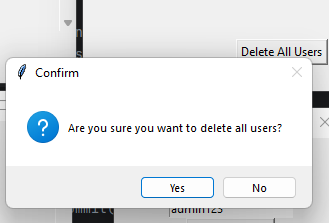 Delete All Users
Confirm
Are you sure you want to delete all users?
Yes
No
admin123